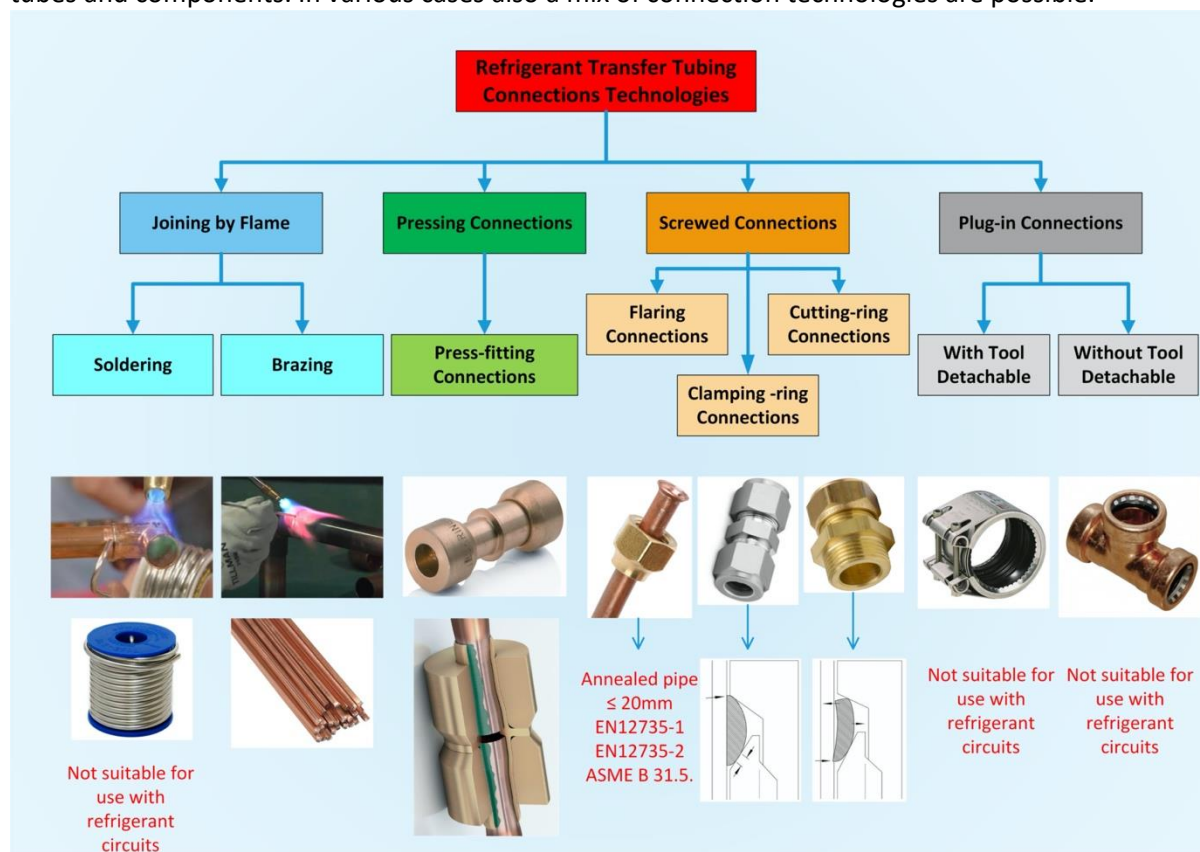 tubes and components. In various cases also a mix of connection technologies are possible.
Refrigerant Transfer Tubing
Connections Technologies
Joining by Flame
Pressing Connections
Screwed Connections
Plug-in Connections
Soldering
Brazing
Press-fitting
Connections
Flaring
Connections
Cutting-ring
Connections
Clamping -ring
Connections
With Tool
Detachable
Without Tool
Detachable
TILLMAN
Not suitable for
use with
refrigerant
circuits
Annealed pipe
≤ 20mm
EN12735-1
EN12735-2
ASME B 31.5.
Not suitable for
use with
refrigerant
circuits
Not suitable for
use with
refrigerant
circuits